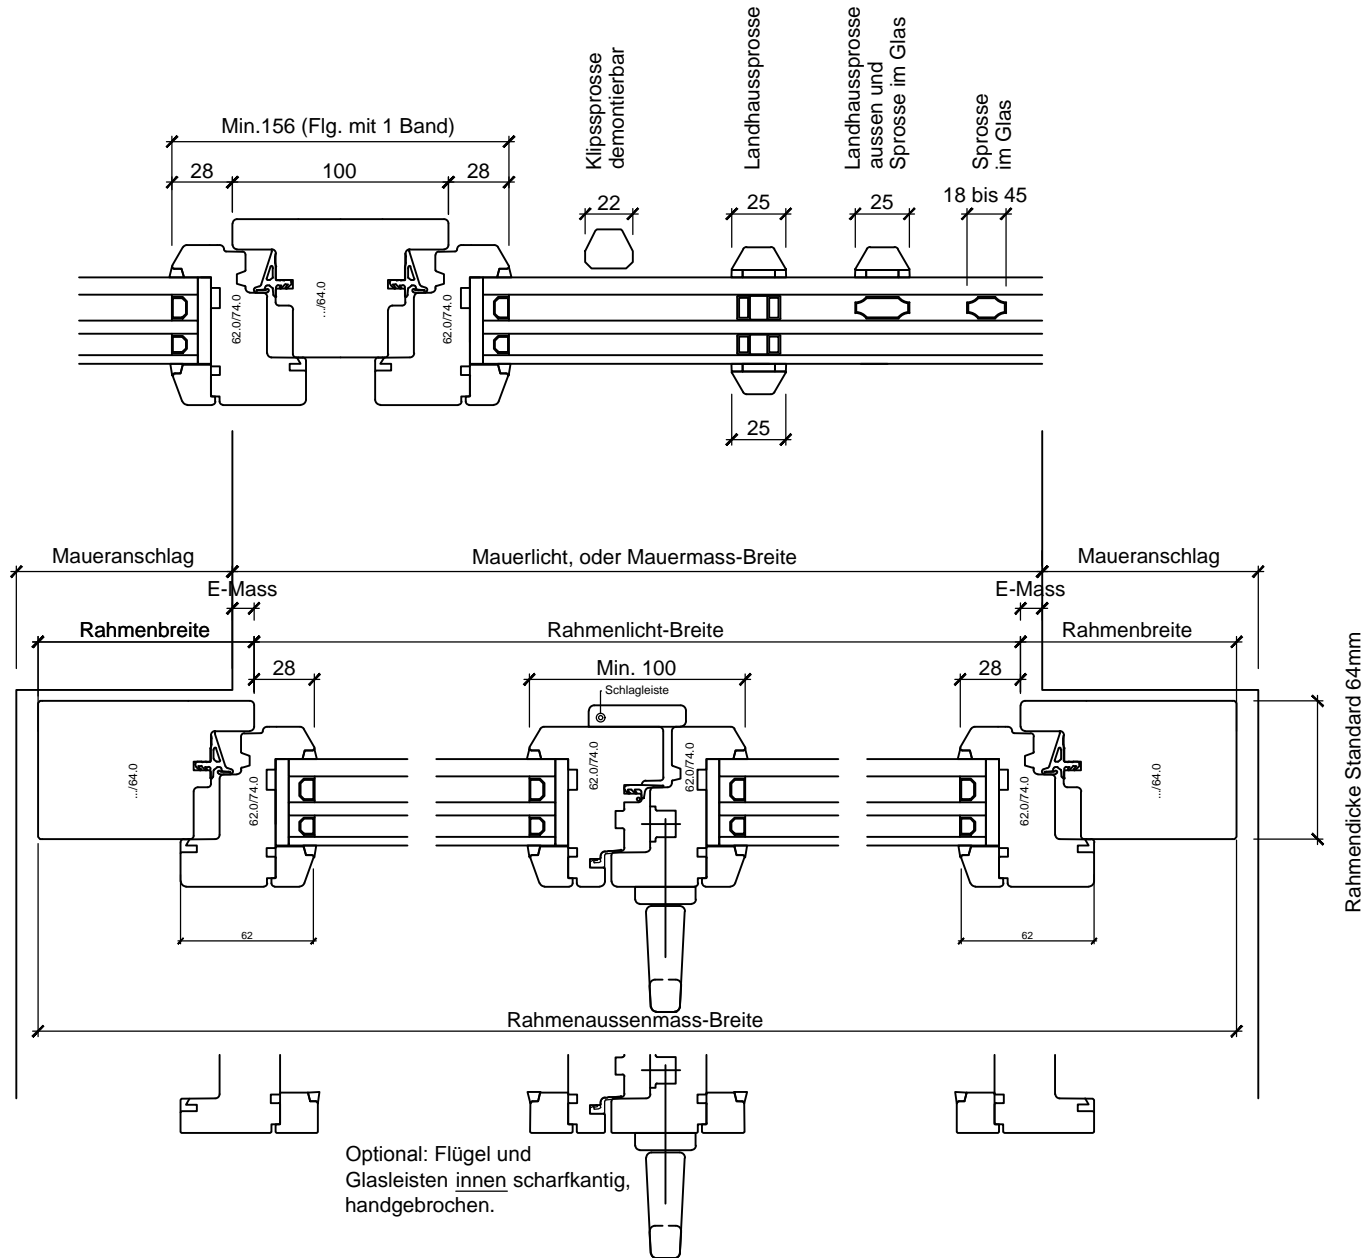 Klipssprosse
demontierbar
Landhaussprosse
Landhaussprosse
aussen und
Sprosse im Glas
Sprosse
im Glas
Min.156 (Flg. mit 1 Band)
28
100
28
22
25
25
18 bis 45
62.0/74.0
.../64.0
62.0/74.0
25
Maueranschlag
Mauerlicht, oder Mauermass-Breite
Maueranschlag
E-Mass
E-Mass
Rahmenbreite
Rahmenlicht-Breite
Rahmenbreite
28
Min. 100
28
Schlagleiste
.../64.0
62.0/74.0
62.0/74.0
62.0/74.0
62.0/74.0
.../64.0
Rahmendicke Standard 64mm
62
62
Rahmenaussenmass-Breite
Optional: Flügel und
Glasleisten innen scharfkantig,
handgebrochen.